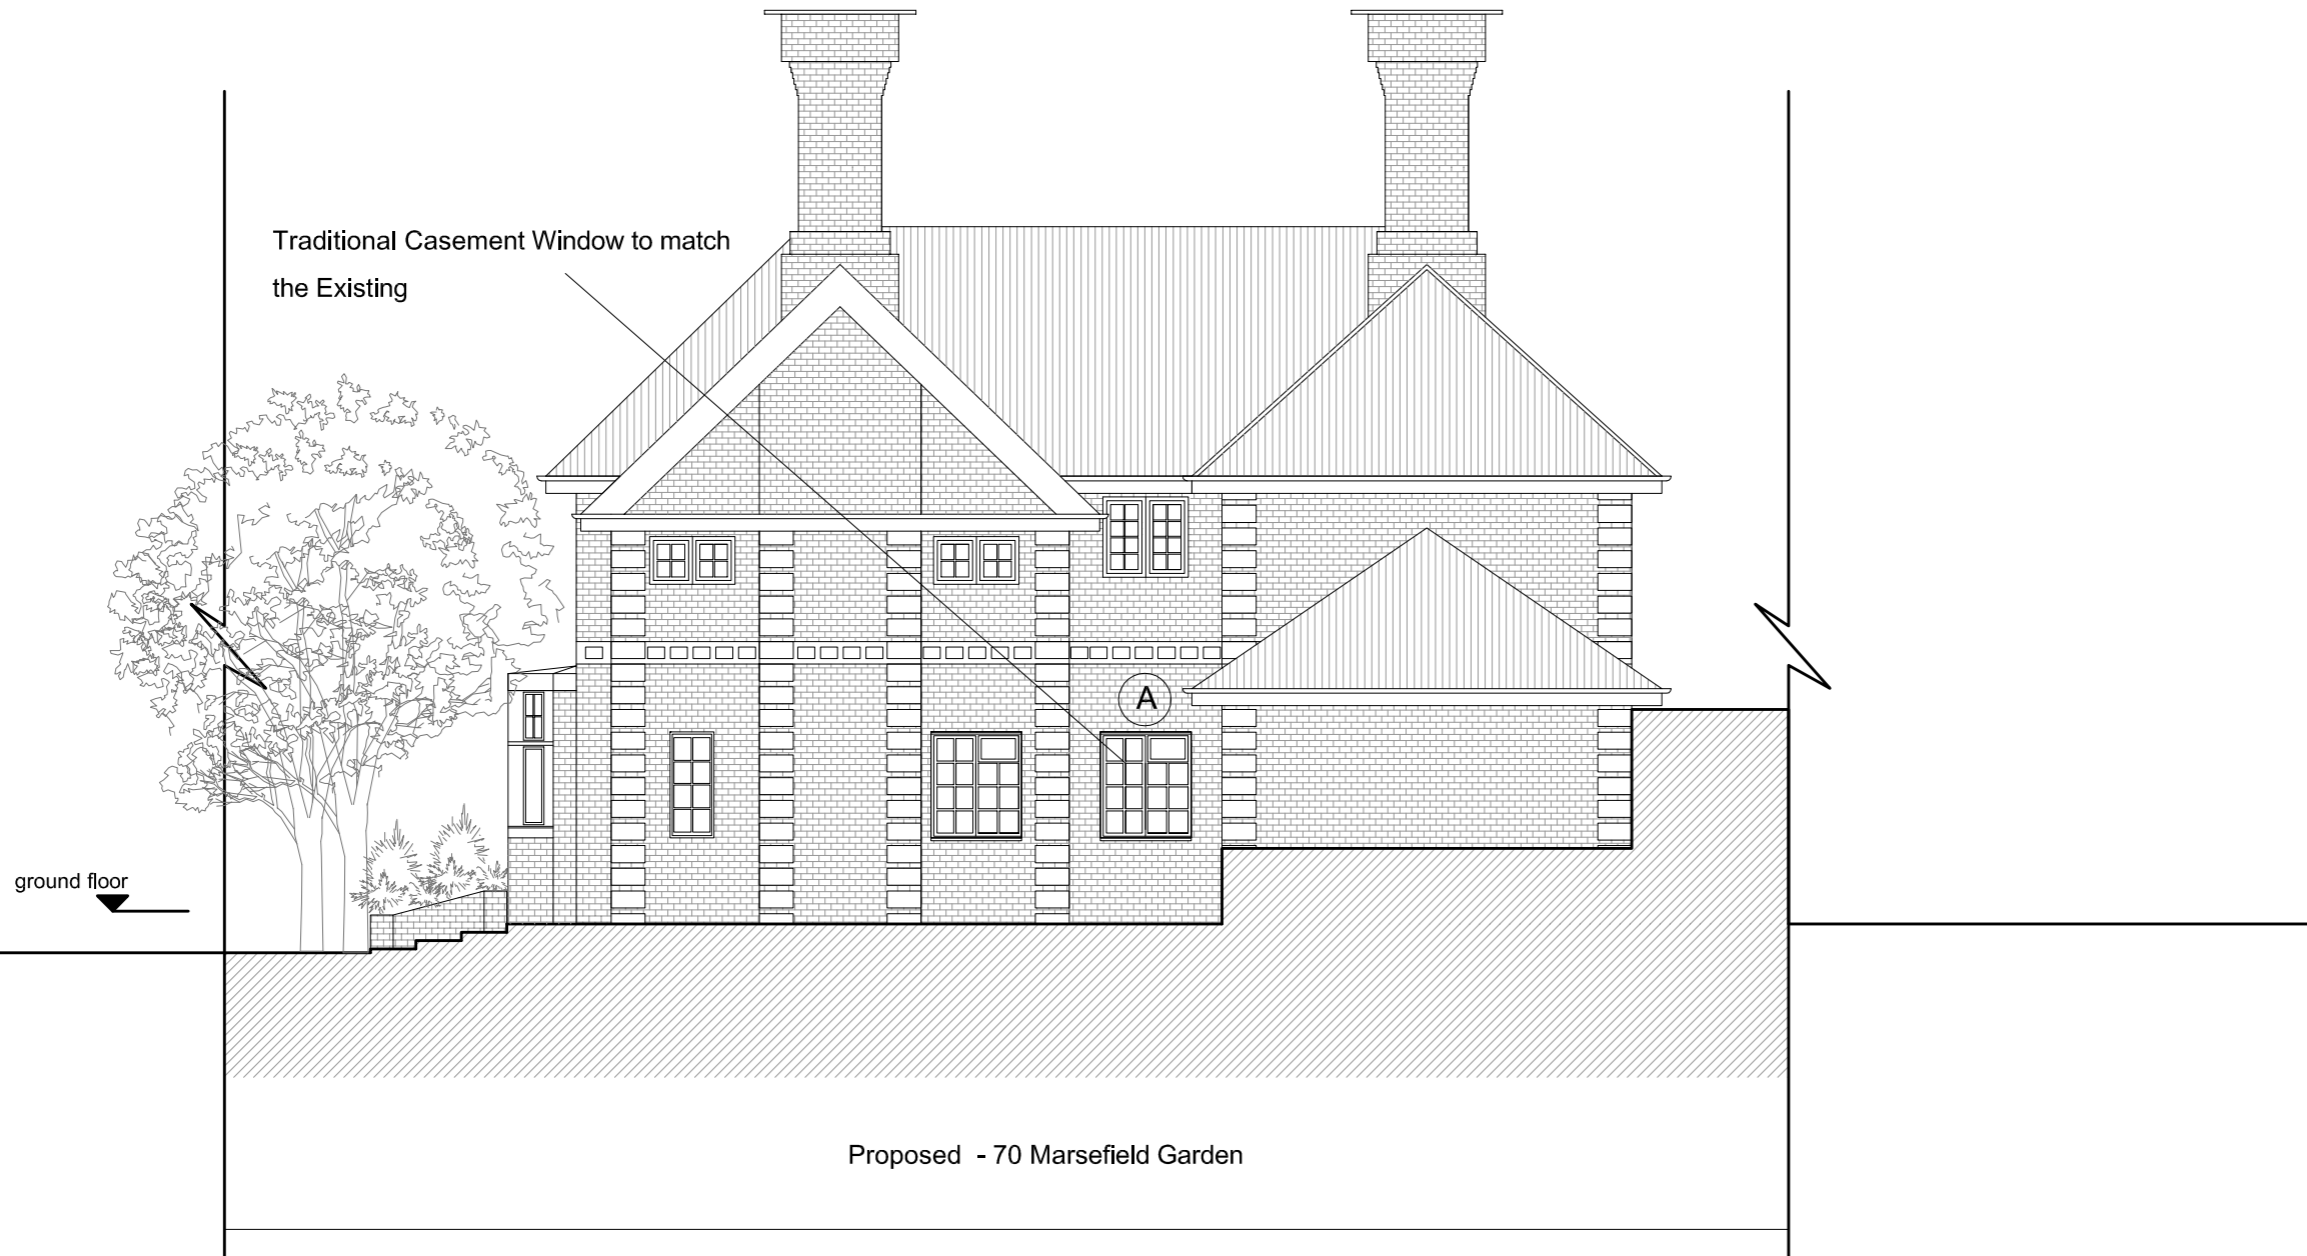 Traditional Casement Window to match
the Existing
A
ground floor
Proposed - 70 Marsefield Garden